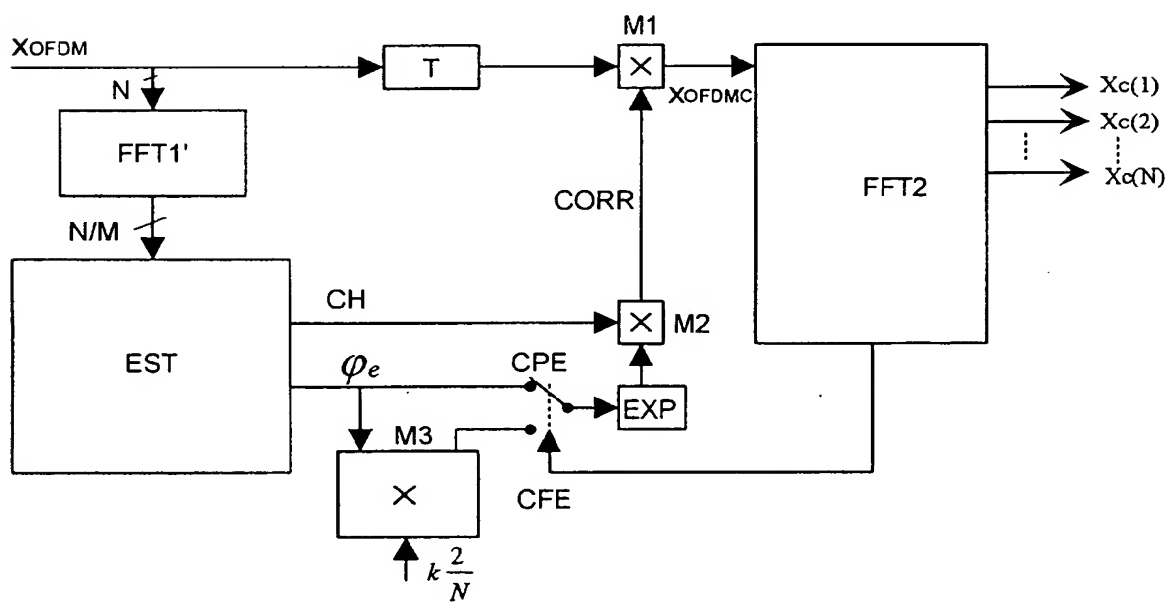 M1
XOFDM
T
×
N
XOFDMC
Xc(1)
Xc(2)
Xc(N)
FFT1'
FFT2
CORR
N/M
CH
×
M2
EST
φe
CPE
EXP
M3
×
CFE
k 2/N